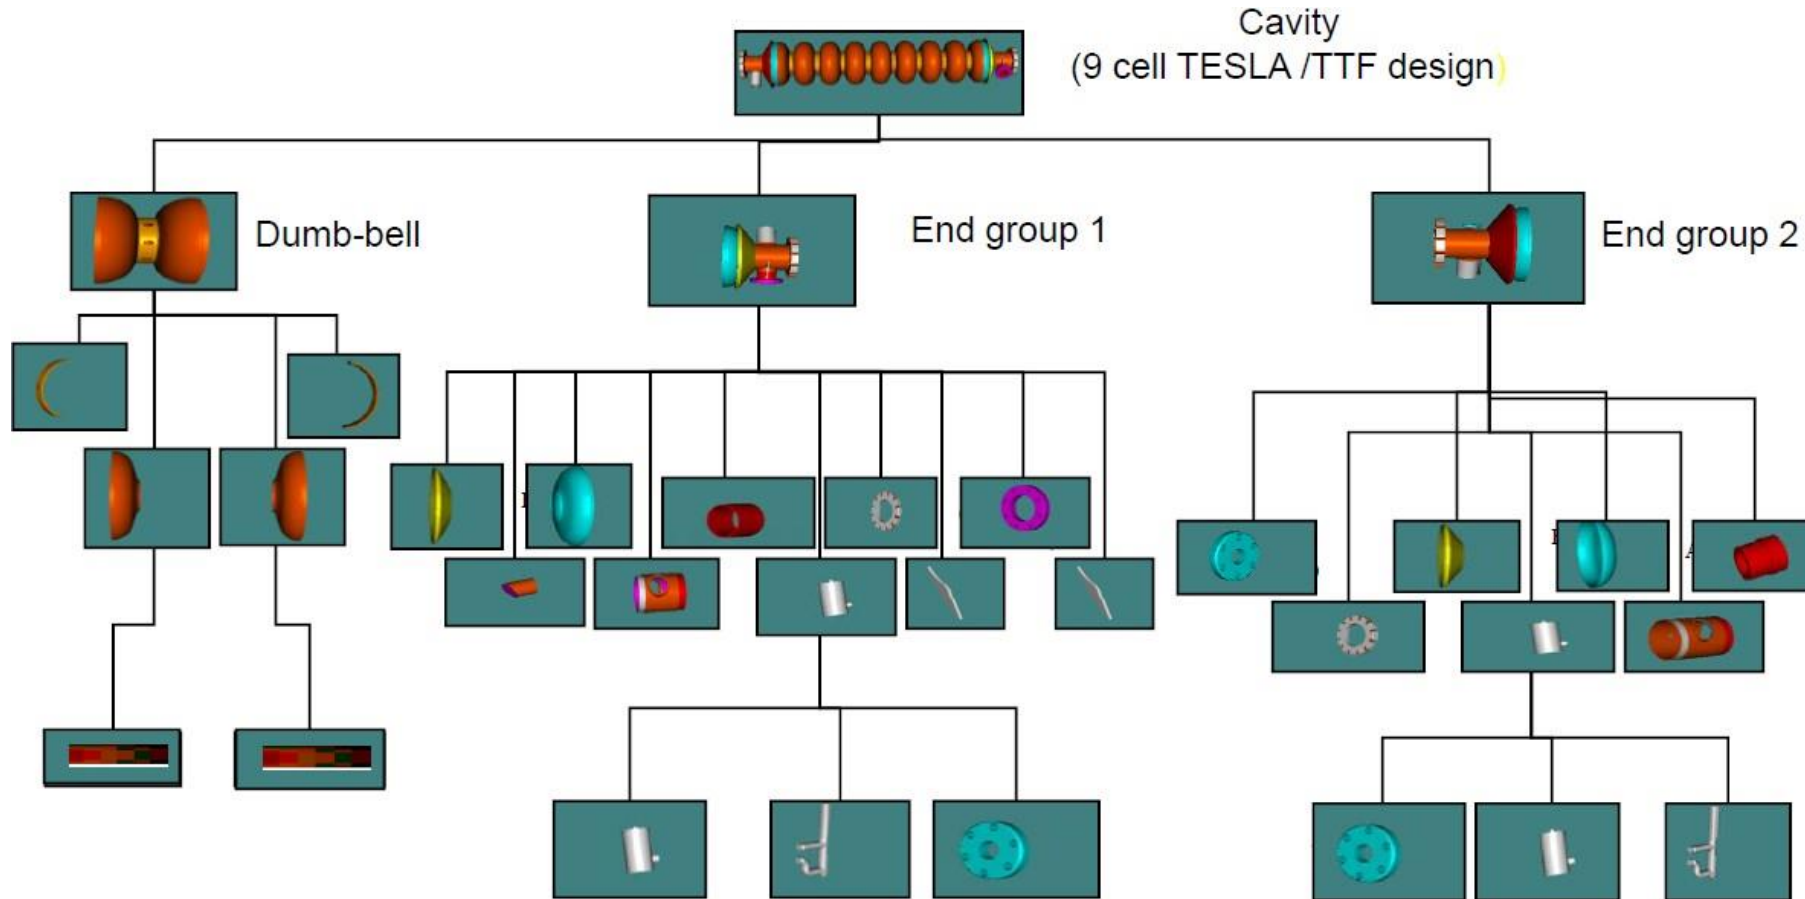 Cavity
(9 cell TESLA /TTF design)
Dumb-bell
End group 1
End group 2